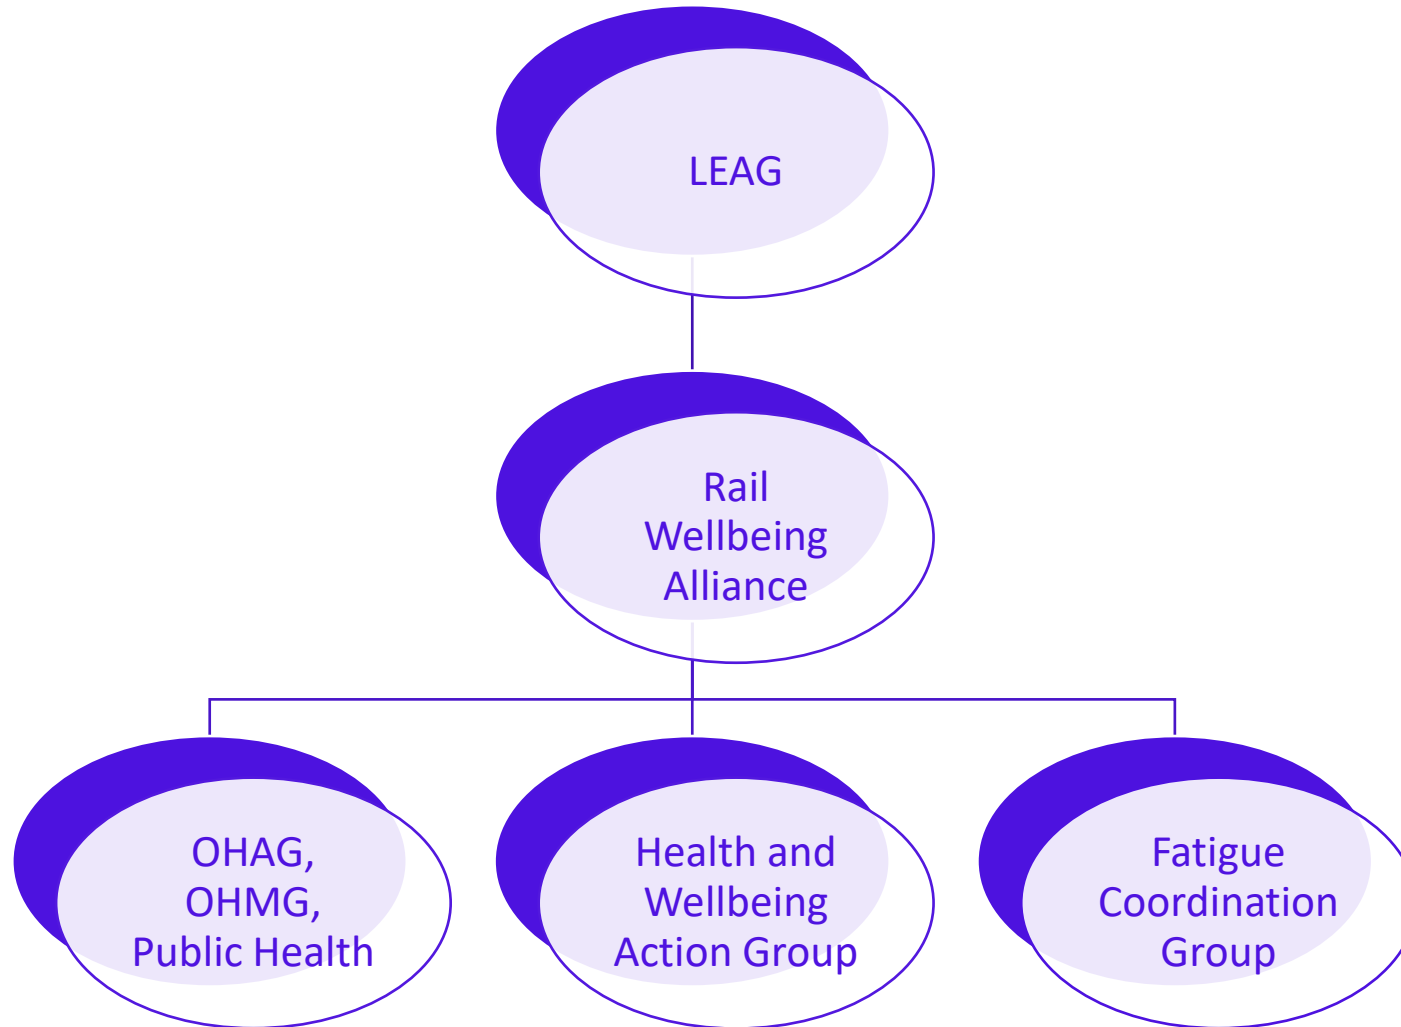 LEAG
Rail
Wellbeing
Alliance
OHAG,
OHMG,
Public Health
Health and
Wellbeing
Action Group
Fatigue
Coordination
Group